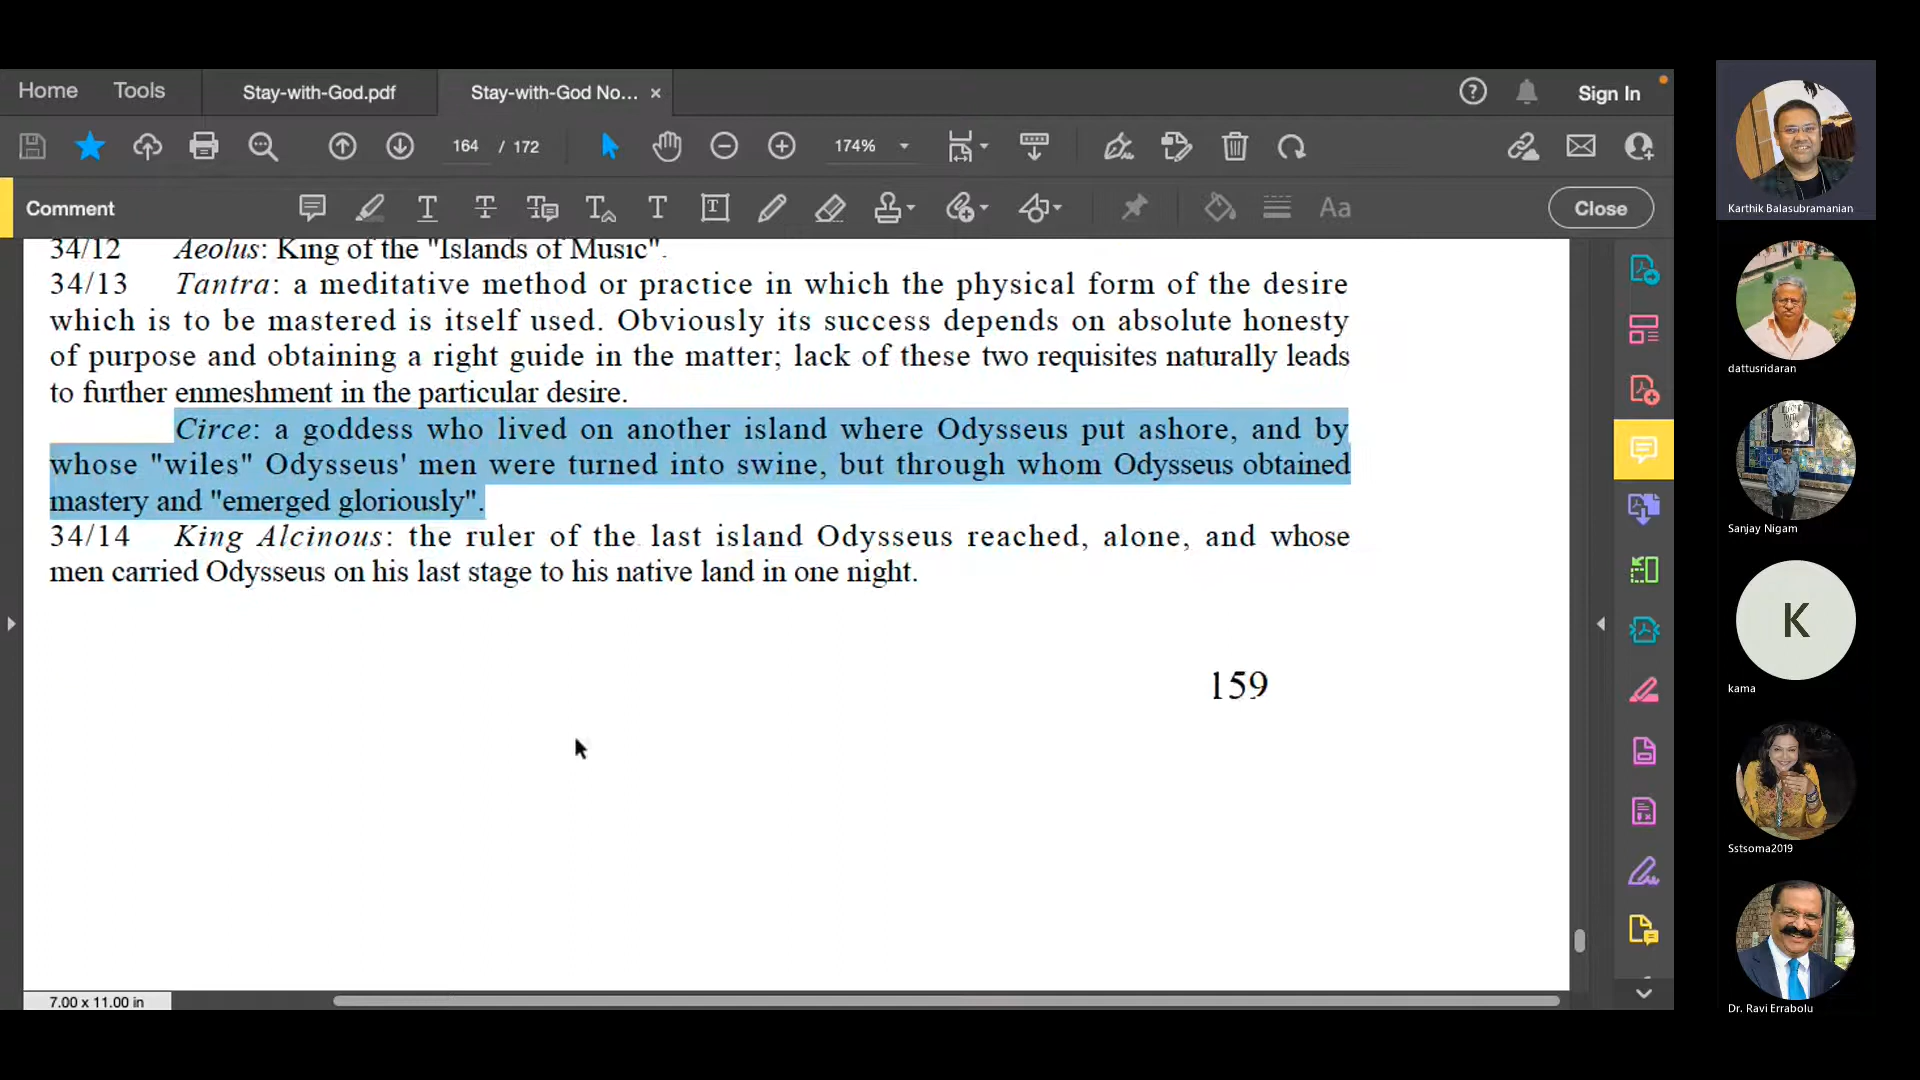 Home Tools Stay-with-God.pdf Stay-with-God No... × Sign In
164 / 172 174%
Comment Close
34/12 Aeolus: King of the "Islands of Music".
34/13 Tantra: a meditative method or practice in which the physical form of the desire
which is to be mastered is itself used. Obviously its success depends on absolute honesty
of purpose and obtaining a right guide in the matter; lack of these two requisites naturally leads
to further enmeshment in the particular desire.
Circe: a goddess who lived on another island where Odysseus put ashore, and by
whose "wiles" Odysseus' men were turned into swine, but through whom Odysseus obtained
mastery and "emerged gloriously".
34/14 King Alcinous: the ruler of the last island Odysseus reached, alone, and whose
men carried Odysseus on his last stage to his native land in one night.
159
7.00 x 11.00 in
Karthik Balasubramanian
dattusridaran
Sanjay Nigam
K
kama
Sstsoma2019
Dr. Ravi Errabolu